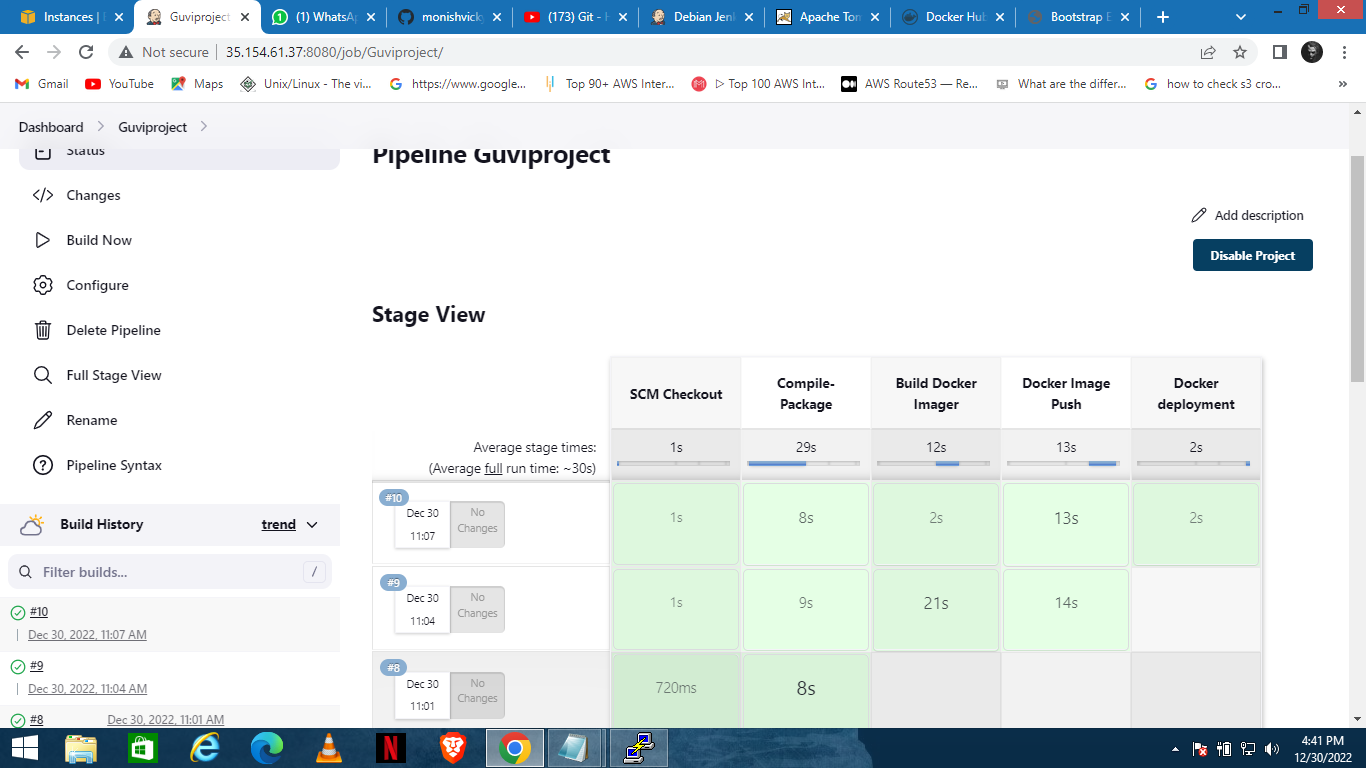 Instances |
Guviproject
(1) WhatsAp
monishvick
(173) Git - H
Debian Jenk
Apache Tom
Docker Hub
Bootstrap E
Not secure
35.154.61.37:8080/job/Guviproject/
Gmail
YouTube
Maps
Unix/Linux - The vi...
https://www.google...
Top 90+ AWS Inter...
▷ Top 100 AWS Int...
AWS Route53 — Re...
What are the differ...
how to check s3 cro...
»
Dashboard
Guviproject
Status
Changes
Build Now
Configure
Delete Pipeline
Full Stage View
Rename
Pipeline Syntax
Build History
trend
Filter builds...
/
#10
Dec 30, 2022, 11:07 AM
#9
Dec 30, 2022, 11:04 AM
#8
Dec 30, 2022, 11:01 AM
Pipeline Guviproject
Add description
Disable Project
Stage View
SCM Checkout
Compile-
Package
Build Docker
Imager
Docker Image
Push
Docker
deployment
Average stage times:
(Average full run time: ~30s)
1s
29s
12s
13s
2s
#10
Dec 30
11:07
No
Changes
1s
8s
2s
13s
2s
#9
Dec 30
11:04
No
Changes
1s
9s
21s
14s
#8
Dec 30
11:01
No
Changes
720ms
8s
4:41 PM
12/30/2022